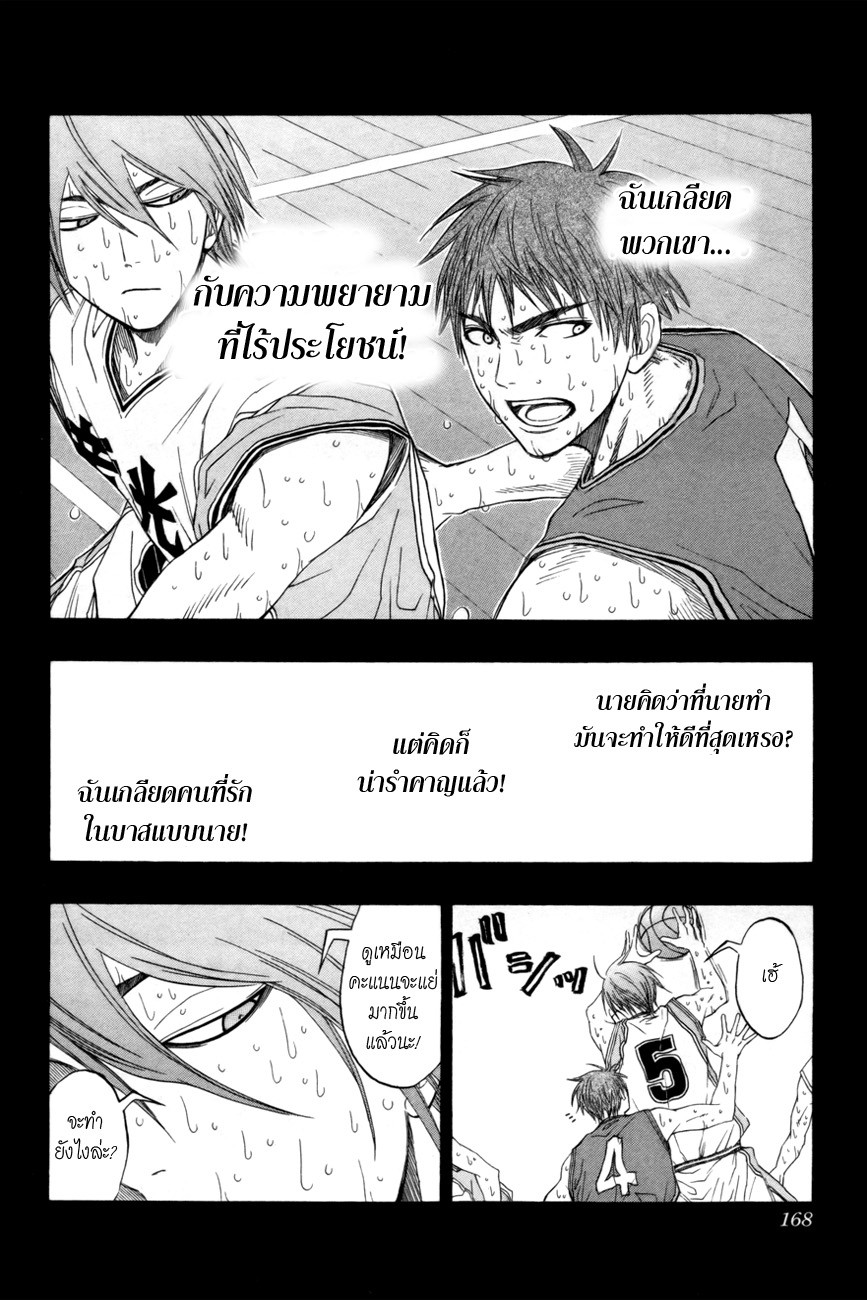 ฉันเกลียด
พวกเขา...
กับความพยายาม
ที่ไร้ประโยชน์!
光
นายคิดว่าที่นายทำ
มันจะทำให้ดีที่สุดเหรอ?
แต่คิดก็
น่ารำคาญแล้ว!
ฉันเกลียดคนที่รัก
ในบาสแบบนาย!
เฮ้
5
4
ดูเหมือน
คะแนนจะแย่
มากขึ้น
แล้วนะ!
จะทำ
ยังไงล่ะ?
168